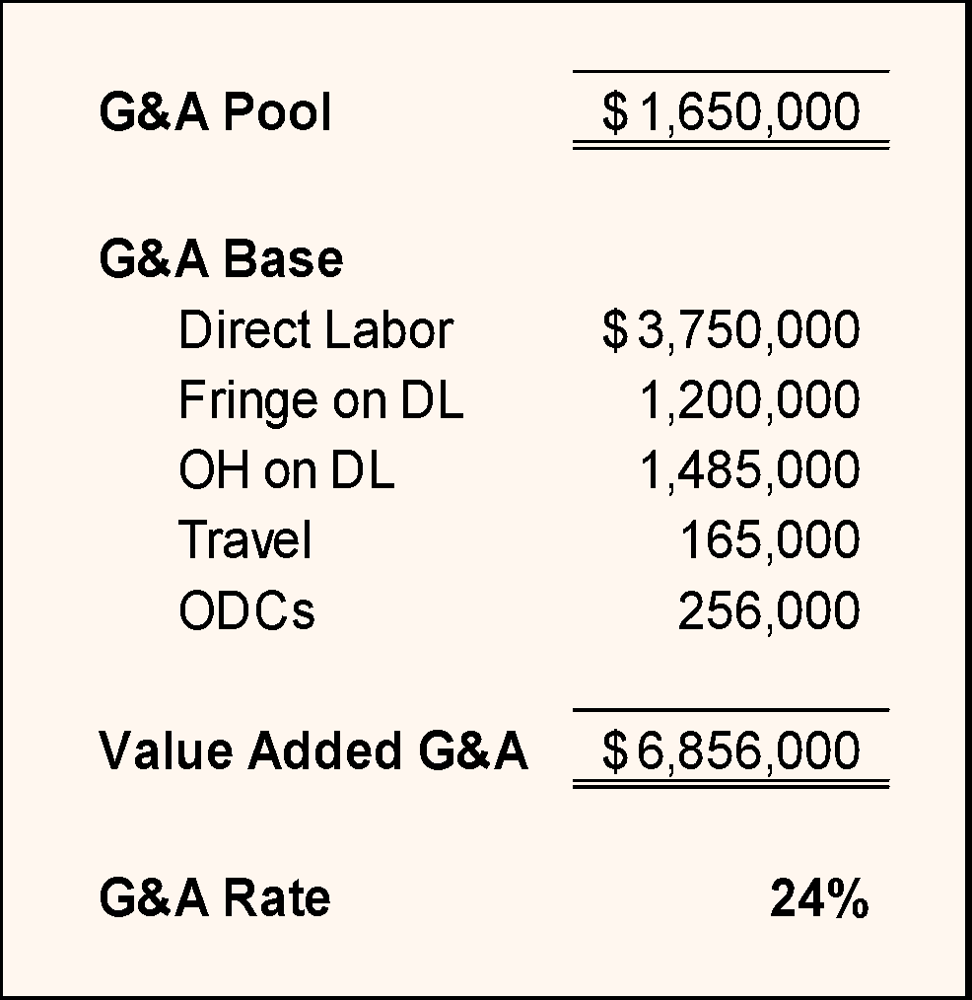 G&A Pool $ 1,650,000
G&A Base
Direct Labor $ 3,750,000
Fringe on DL 1,200,000
OH on DL 1,485,000
Travel 165,000
ODCs 256,000
Value Added G&A $ 6,856,000
G&A Rate 24%